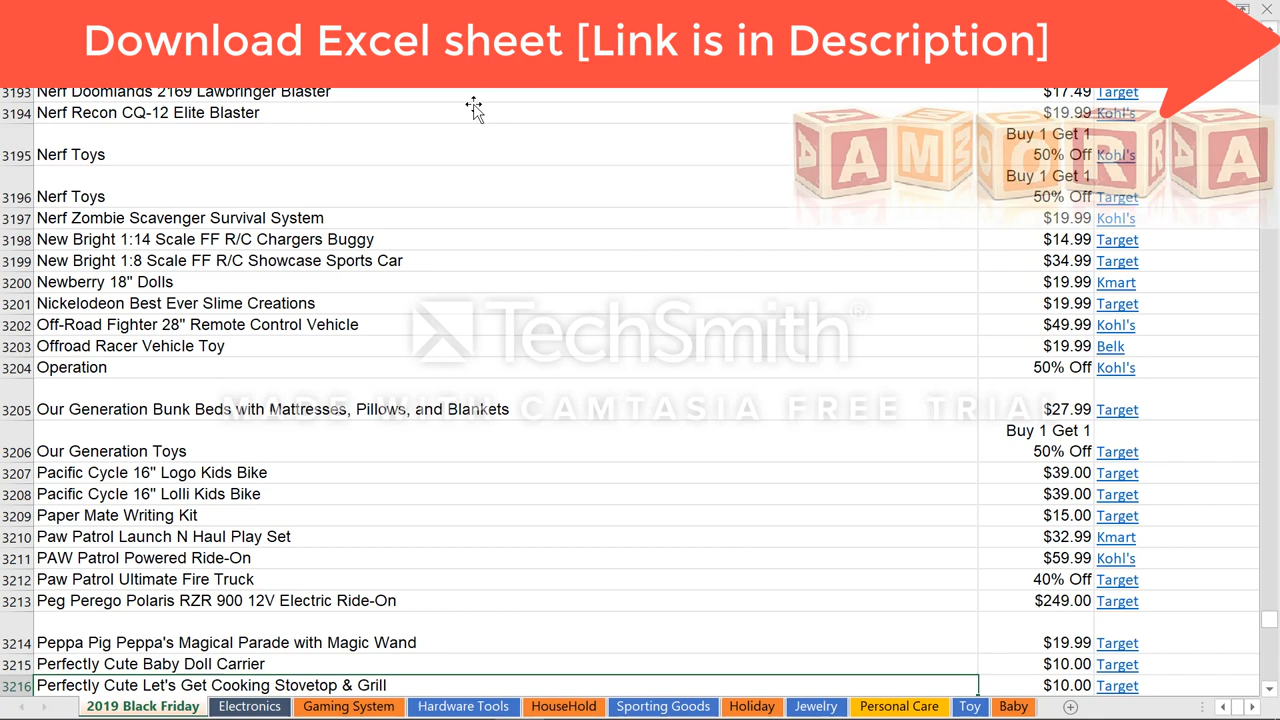 Download Excel sheet [Link is in Description]
3193 Nerf Doomlands 2169 Lawbringer Blaster $17.49 Target
3194 Nerf Recon CQ-12 Elite Blaster $19.99 Kohl's
Buy 1 Get 1
3195 Nerf Toys 50% Off Kohl's
Buy 1 Get 1
3196 Nerf Toys 50% Off Target
3197 Nerf Zombie Scavenger Survival System $19.99 Kohl's
3198 New Bright 1:14 Scale FF R/C Chargers Buggy $14.99 Target
3199 New Bright 1:8 Scale FF R/C Showcase Sports Car $34.99 Target
3200 Newberry 18" Dolls $19.99 Kmart
3201 Nickelodeon Best Ever Slime Creations $19.99 Target
3202 Off-Road Fighter 28" Remote Control Vehicle $49.99 Kohl's
3203 Offroad Racer Vehicle Toy $19.99 Belk
3204 Operation 50% Off Kohl's
3205 Our Generation Bunk Beds with Mattresses, Pillows, and Blankets $27.99 Target
Buy 1 Get 1
3206 Our Generation Toys 50% Off Target
3207 Pacific Cycle 16" Logo Kids Bike $39.00 Target
3208 Pacific Cycle 16" Lolli Kids Bike $39.00 Target
3209 Paper Mate Writing Kit $15.00 Target
3210 Paw Patrol Launch N Haul Play Set $32.99 Kmart
3211 PAW Patrol Powered Ride-On $59.99 Kohl's
3212 Paw Patrol Ultimate Fire Truck 40% Off Target
3213 Peg Perego Polaris RZR 900 12V Electric Ride-On $249.00 Target
3214 Peppa Pig Peppa's Magical Parade with Magic Wand $19.99 Target
3215 Perfectly Cute Baby Doll Carrier $10.00 Target
3216 Perfectly Cute Let's Get Cooking Stovetop & Grill $10.00 Target
2019 Black Friday Electronics Gaming System Hardware Tools HouseHold Sporting Goods Holiday Jewelry Personal Care Toy Baby
AMORA
TechSmith®
MADE WITH CAMTASIA FREE TRIAL